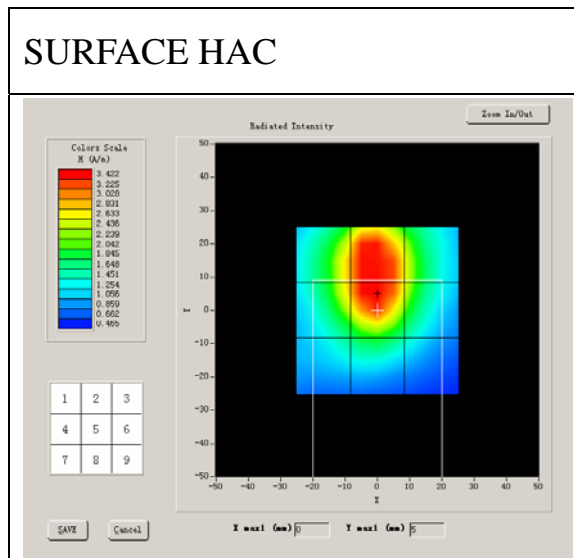 SURFACE HAC
Zoom In/Out
Radiated Intensity
Colors Scale
H (A/m)
3.422
3.225
3.028
2.831
2.633
2.436
2.239
2.042
1.845
1.648
1.451
1.254
1.056
0.859
0.662
0.465
50
40
30
20
10
0
-10
-20
-30
-40
-50
Y
-50 -40 -30 -20 -10 0 10 20 30 40 50
X
1 2 3
4 5 6
7 8 9
SAVE Cancel
X maxi (mm) 0 Y maxi (mm) 5